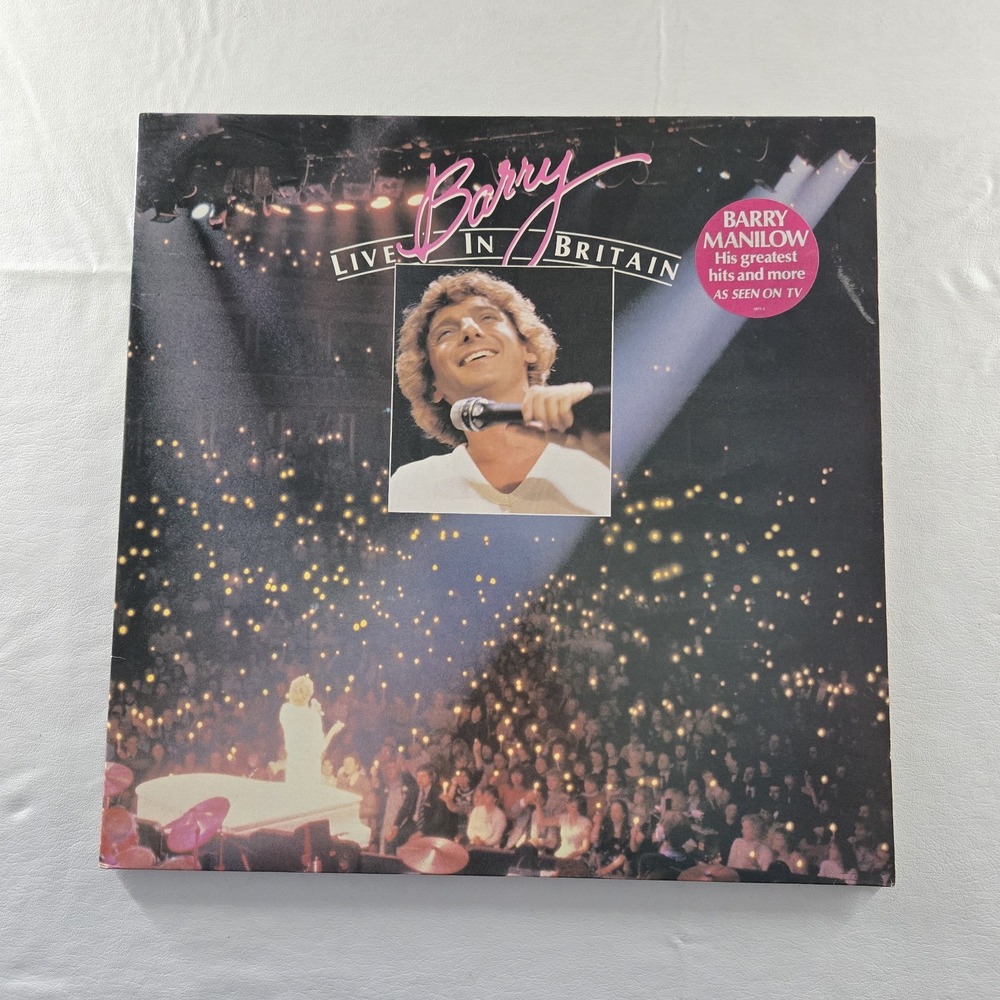 Barry
LIVE IN BRITAIN
BARRY
MANILOW
His greatest
hits and more
AS SEEN ON TV